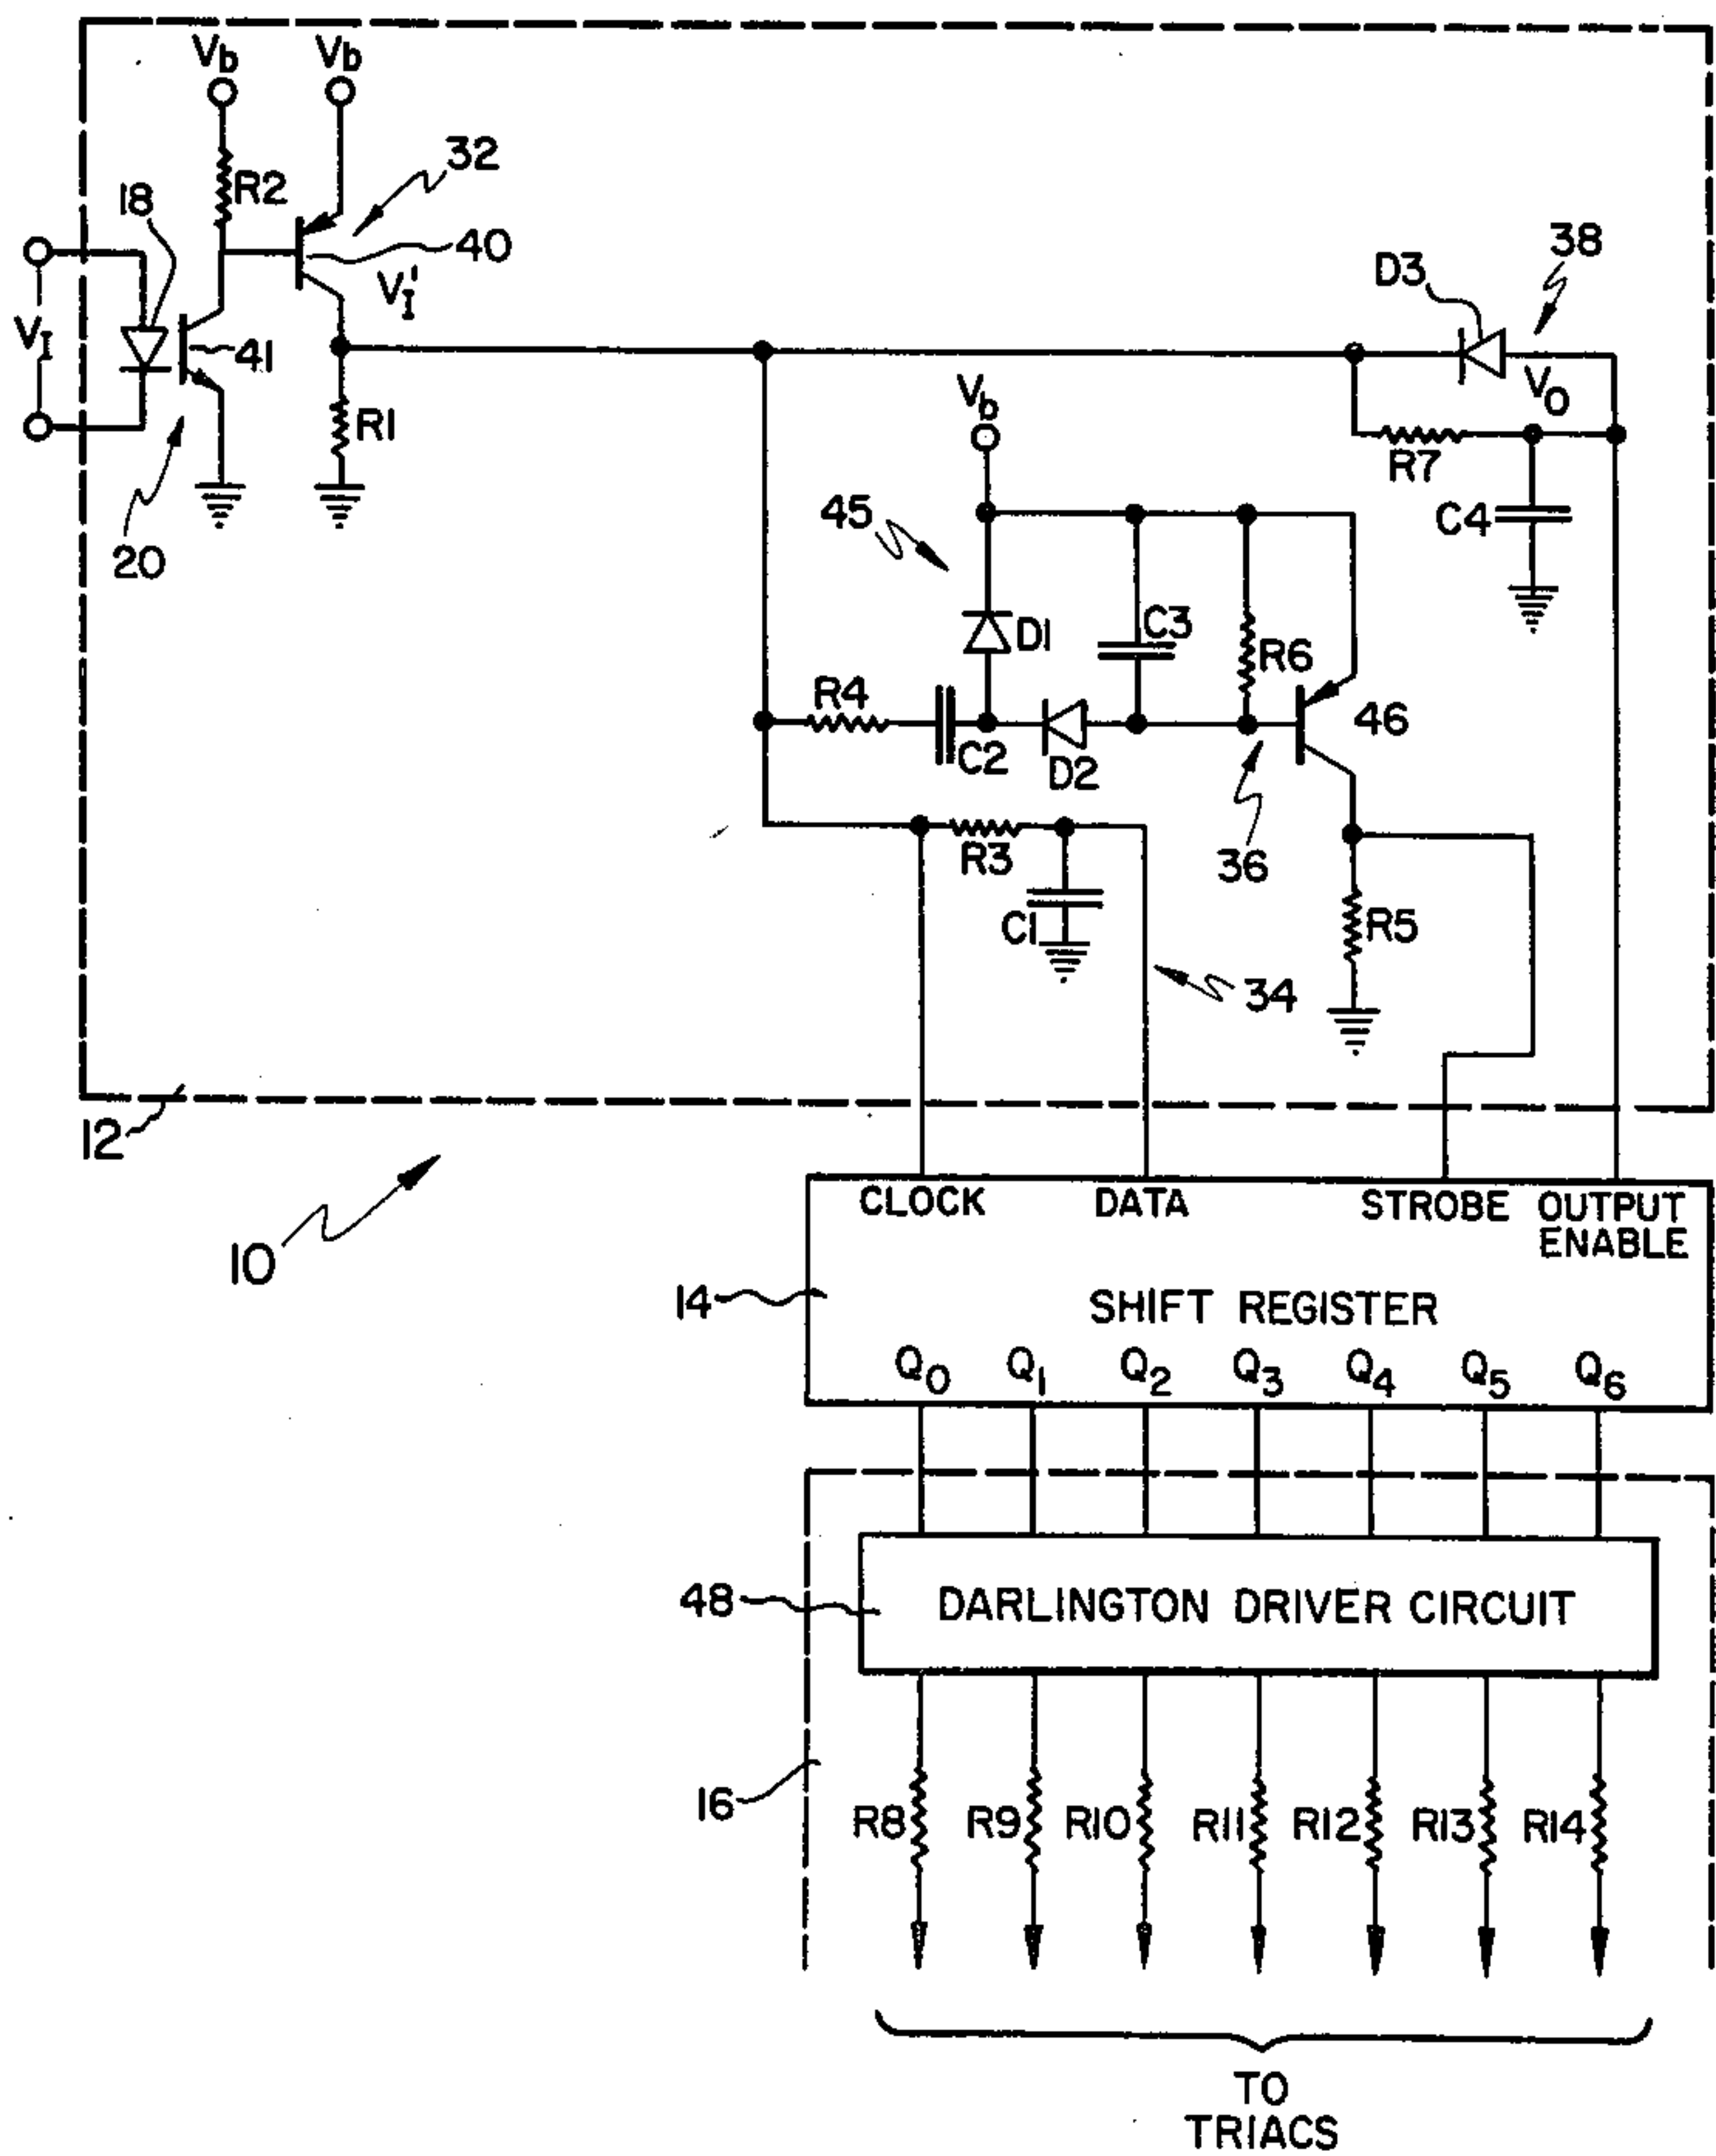 Vb Vb
32
R2
18
40
38
D3
VI'
VI
41
R1
Vb
VO
R7
45
C4
20
C3
D1
R6
R4
46
C2
D2
R3
36
C1
R5
34
12
10
CLOCK DATA STROBE OUTPUT
ENABLE
14
SHIFT REGISTER
Q0 Q1 Q2 Q3 Q4 Q5 Q6
48
DARLINGTON DRIVER CIRCUIT
16
R8 R9 R10 R11 R12 R13 R14
TO
TRIACS